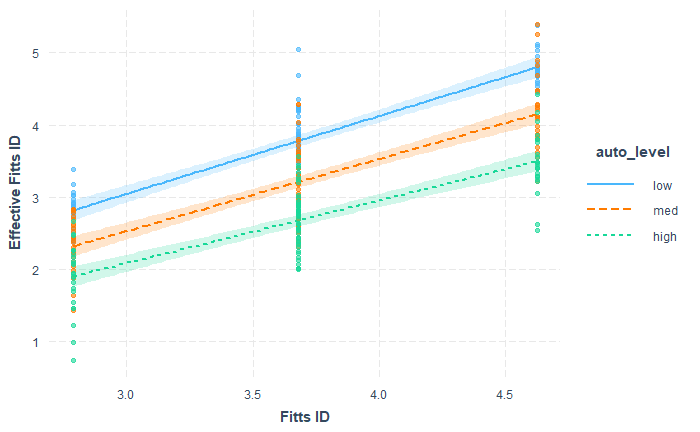 5
4
3
2
1
Effective Fitts ID
3.0 3.5 4.0 4.5
Fitts ID
auto_level
low
med
high